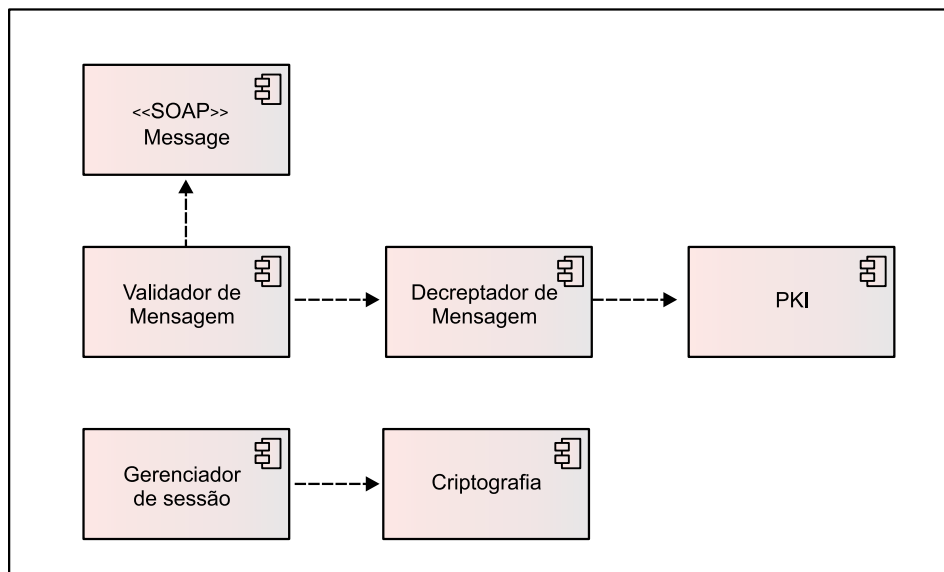 <<SOAP>>
Message
Validador de
Mensagem
Decreptador de
Mensagem
PKI
Gerenciador
de sessão
Criptografia